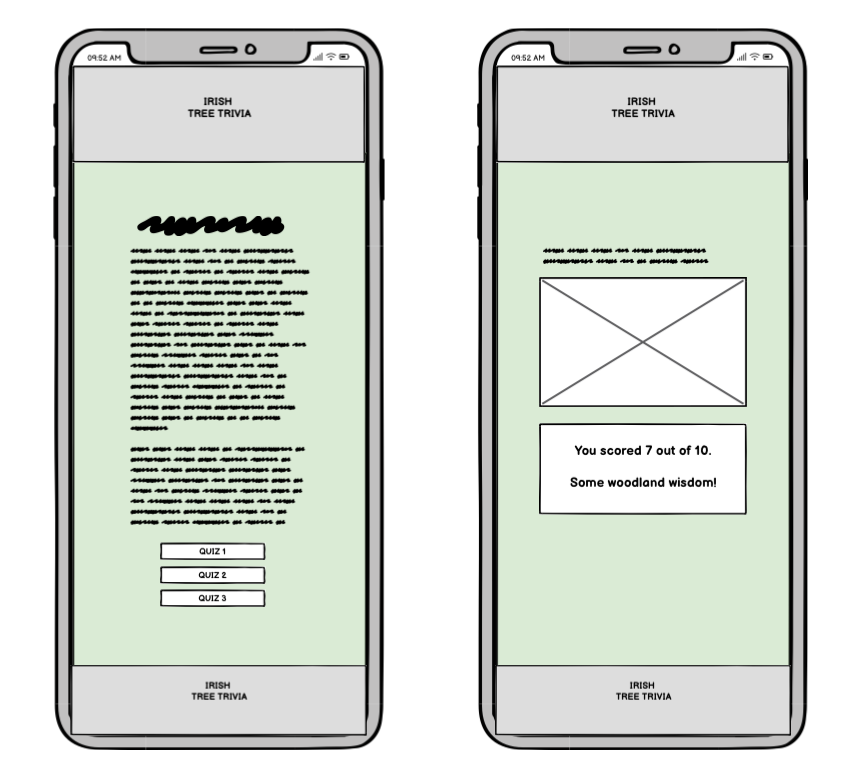 09:52 AM
IRISH
TREE TRIVIA
QUIZ 1
QUIZ 2
QUIZ 3
IRISH
TREE TRIVIA
09:52 AM
IRISH
TREE TRIVIA
You scored 7 out of 10.
Some woodland wisdom!
IRISH
TREE TRIVIA